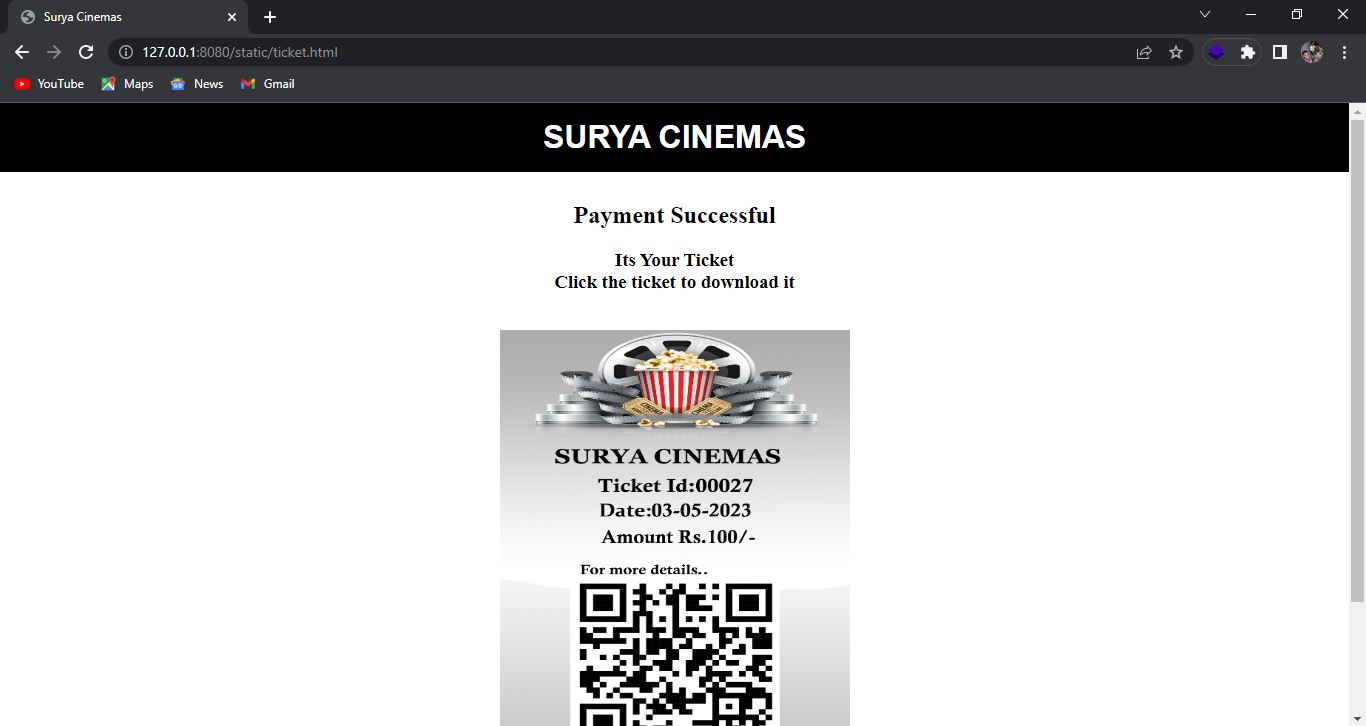 Surya Cinemas
127.0.0.1:8080/static/ticket.html
YouTube Maps News Gmail
SURYA CINEMAS
Payment Successful
Its Your Ticket
Click the ticket to download it
SURYA CINEMAS
Ticket Id:00027
Date:03-05-2023
Amount Rs.100/-
For more details..